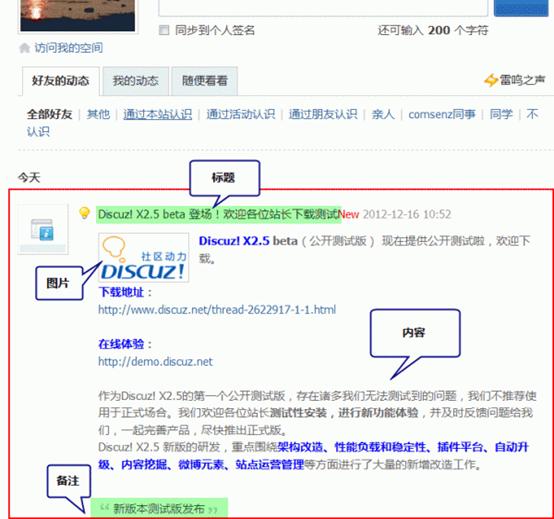 同步到个人签名
还可输入 200 个字符
访问我的空间
好友的动态
我的动态
随便看看
雷鸣之声
全部好友 | 其他 | 通过本站认识 | 通过活动认识 | 通过朋友认识 | 亲人 | comsenz同事 | 同学 | 不
认识
今天
标题
Discuz! X2.5 beta 登场！欢迎各位站长下载测试New 2012-12-16 10:52
社区动力
DISCUZ!
Discuz! X2.5 beta（公开测试版） 现在提供公开测试啦，欢迎下
载。
图片
下载地址：
http://www.discuz.net/thread-2622917-1-1.html
内容
在线体验：
http://demo.discuz.net
作为Discuz! X2.5的第一个公开测试版，存在诸多我们无法测试到的问题，我们不推荐使
用于正式场合。我们欢迎各位站长测试性安装，进行新功能体验，并及时反馈问题给我
们，一起完善产品，尽快推出正式版。
Discuz! X2.5 新版的研发，重点围绕架构改造、性能负载和稳定性、插件平台、自动升
级、内容挖掘、微博元素、站点运营管理等方面进行了大量的新增改造工作。
备注
“ 新版本测试版发布 ”